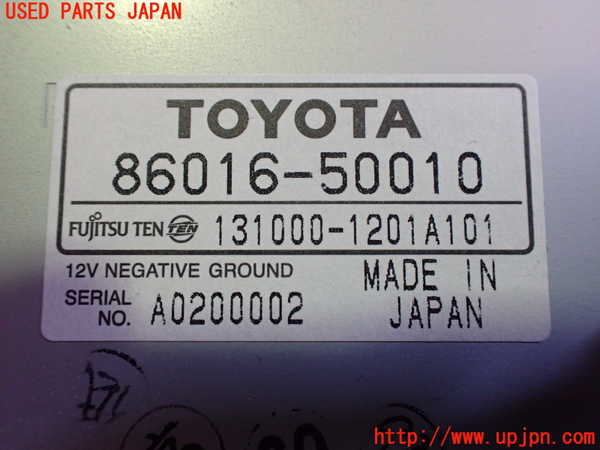 USED PARTS JAPAN
TOYOTA
86016-50010
FUJITSU TEN TEN 131000-1201A101
12V NEGATIVE GROUND
MADE IN JAPAN
SERIAL NO. A0200002
http://www.upjpn.com/